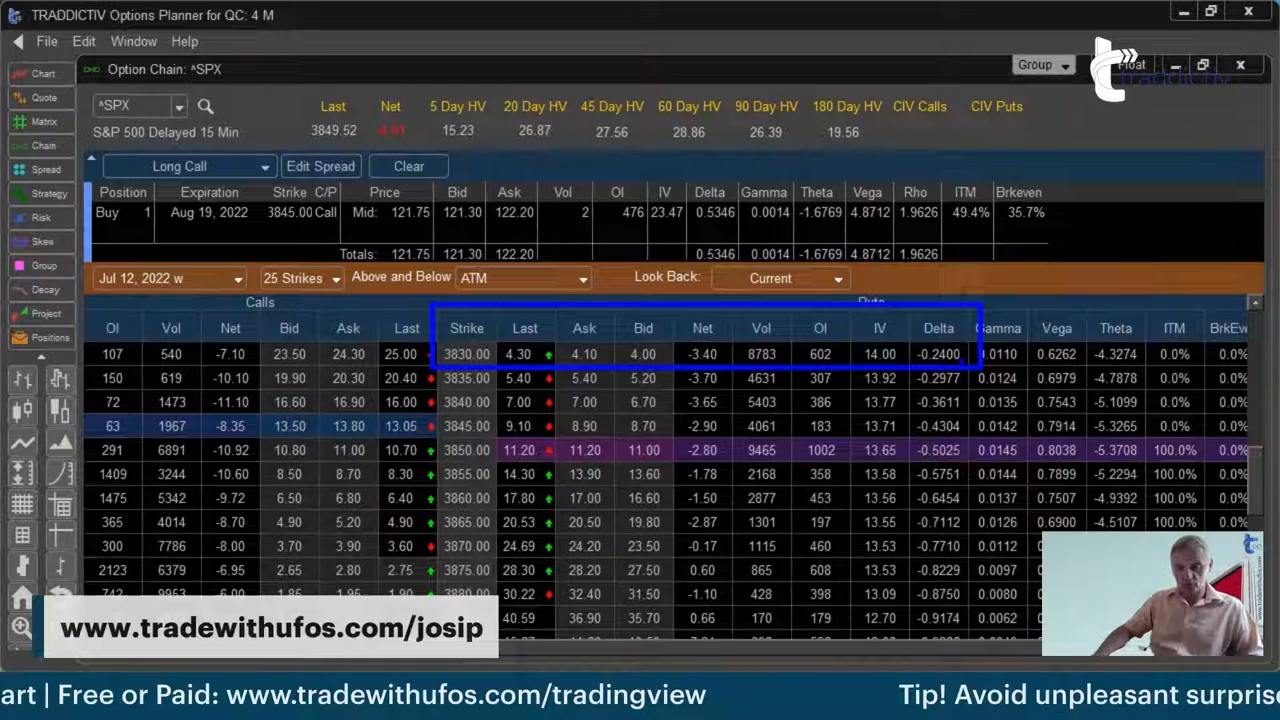 TRADDICTIV Options Planner for QC: 4 M
File Edit Window Help
Option Chain: ^SPX
Group Float
traddictiv
Chart
Quote
Matrix
Chain
Spread
Strategy
Risk
Skew
Group
Decay
Project
Positions
^SPX Last Net 5 Day HV 20 Day HV 45 Day HV 60 Day HV 90 Day HV 180 Day HV CIV Calls CIV Puts
S&P 500 Delayed 15 Min 3849.52 15.23 26.87 27.56 28.86 26.39 19.56
Long Call Edit Spread Clear
Position Expiration Strike C/P Price Bid Ask Vol OI IV Delta Gamma Theta Vega Rho ITM Brkeven
Buy 1 Aug 19, 2022 3845.00 Call Mid: 121.75 121.30 122.20 2 476 23.47 0.5346 0.0014 -1.6769 4.8712 1.9626 49.4% 35.7%
Totals: 121.75 121.30 122.20 0.5346 0.0014 -1.6769 4.8712 1.9626
Jul 12, 2022 w 25 Strikes Above and Below ATM Look Back: Current
Calls Puts
OI Vol Net Bid Ask Last Strike Last Ask Bid Net Vol OI IV Delta Gamma Vega Theta ITM BrkEve
107 540 -7.10 23.50 24.30 25.00 3830.00 4.30 4.10 4.00 -3.40 8783 602 14.00 -0.2400 0.0110 0.6262 -4.3274 0.0% 0.0%
150 619 -10.10 19.90 20.30 20.40 3835.00 5.40 5.40 5.20 -3.70 4631 307 13.92 -0.2977 0.0124 0.6979 -4.7878 0.0% 0.0%
72 1473 -11.10 16.60 16.90 16.00 3840.00 7.00 7.00 6.70 -3.65 5403 386 13.77 -0.3611 0.0135 0.7543 -5.1099 0.0% 0.0%
63 1967 -8.35 13.50 13.80 13.05 3845.00 9.10 8.90 8.70 -2.90 4061 183 13.71 -0.4304 0.0142 0.7914 -5.3265 0.0% 0.0%
291 6891 -10.92 10.80 11.00 10.70 3850.00 11.20 11.20 11.00 -2.80 9465 1002 13.65 -0.5025 0.0145 0.8038 -5.3708 100.0% 0.0%
1409 3244 -10.60 8.50 8.70 8.30 3855.00 14.30 13.90 13.60 -1.78 2168 358 13.58 -0.5751 0.0144 0.7899 -5.2294 100.0% 0.0%
1475 5342 -9.72 6.50 6.80 6.40 3860.00 17.80 17.00 16.60 -1.50 2877 453 13.56 -0.6454 0.0137 0.7507 -4.9392 100.0% 0.0%
365 4014 -8.70 4.90 5.20 4.90 3865.00 20.53 20.50 19.80 -2.87 1301 197 13.55 -0.7112 0.0126 0.6900 -4.5107 100.0% 0.0%
300 7786 -8.00 3.70 3.90 3.60 3870.00 24.69 24.20 23.50 -0.17 1115 460 13.53 -0.7710 0.0112
2123 6379 -6.95 2.65 2.80 2.75 3875.00 28.30 28.20 27.50 0.60 865 608 13.53 -0.8229 0.0097
742 9953 -6.00 1.85 1.95 1.90 3880.00 30.22 32.40 31.50 -1.10 428 398 13.09 -0.8750 0.0080
40.59 36.90 35.70 0.66 170 179 12.70 -0.9174 0.0062
www.tradewithufos.com/josip
art | Free or Paid: www.tradewithufos.com/tradingview Tip! Avoid unpleasant surpris